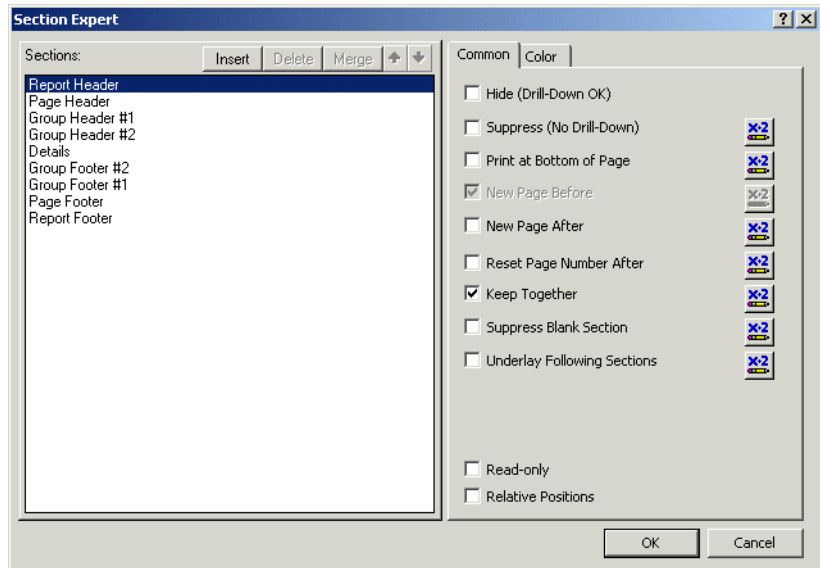 Section Expert
Sections:
Insert
Delete
Merge
Report Header
Page Header
Group Header #1
Group Header #2
Details
Group Footer #2
Group Footer #1
Page Footer
Report Footer
Common
Color
Hide (Drill-Down OK)
Suppress (No Drill-Down)
X+2
Print at Bottom of Page
X+2
New Page Before
X+2
New Page After
X+2
Reset Page Number After
X+2
Keep Together
X+2
Suppress Blank Section
X+2
Underlay Following Sections
X+2
Read-only
Relative Positions
OK
Cancel